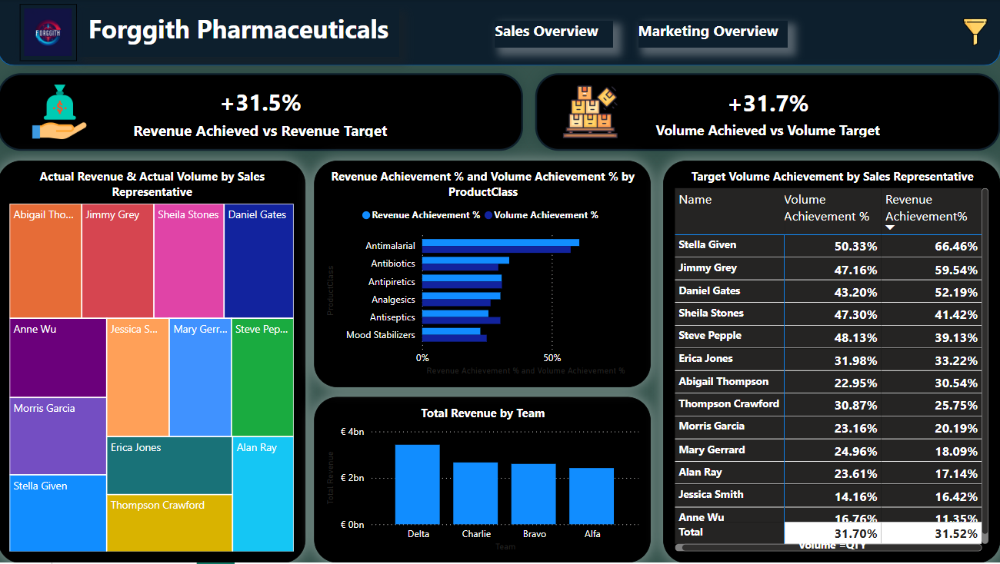 FORGGITH
Forggith Pharmaceuticals
Sales Overview
Marketing Overview
+31.5%
Revenue Achieved vs Revenue Target
+31.7%
Volume Achieved vs Volume Target
Actual Revenue & Actual Volume by Sales
Representative
Abigail Tho...
Jimmy Grey
Sheila Stones
Daniel Gates
Anne Wu
Jessica S...
Mary Gerr...
Steve Pep...
Morris Garcia
Erica Jones
Alan Ray
Stella Given
Thompson Crawford
Revenue Achievement % and Volume Achievement % by
ProductClass
Revenue Achievement %
Volume Achievement %
ProductClass
Antimalarial
Antibiotics
Antipiretics
Analgesics
Antiseptics
Mood Stabilizers
0%
50%
Revenue Achievement % and Volume Achievement %
Total Revenue by Team
Total Revenue
€ 4bn
€ 2bn
€ 0bn
Delta
Charlie
Bravo
Alfa
Team
Target Volume Achievement by Sales Representative
Name
Volume
Achievement %
Revenue
Achievement%
Stella Given 50.33% 66.46%
Jimmy Grey 47.16% 59.54%
Daniel Gates 43.20% 52.19%
Sheila Stones 47.30% 41.42%
Steve Pepple 48.13% 39.13%
Erica Jones 31.98% 33.22%
Abigail Thompson 22.95% 30.54%
Thompson Crawford 30.87% 25.75%
Morris Garcia 23.16% 20.19%
Mary Gerrard 24.96% 18.09%
Alan Ray 23.61% 17.14%
Jessica Smith 14.16% 16.42%
Anne Wu 16.76% 11.35%
Total 31.70% 31.52%
Volume =QTY